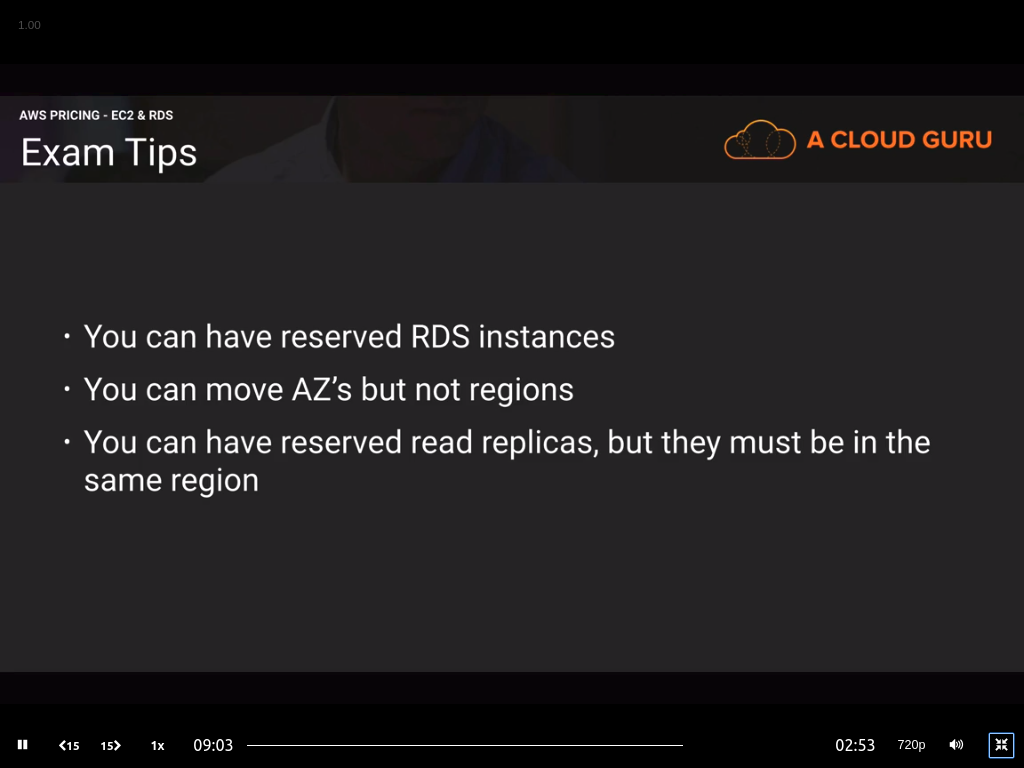 1.00
AWS PRICING - EC2 & RDS
Exam Tips
A CLOUD GURU
• You can have reserved RDS instances
• You can move AZ’s but not regions
• You can have reserved read replicas, but they must be in the
same region
15 15 1x 09:03 02:53 720p